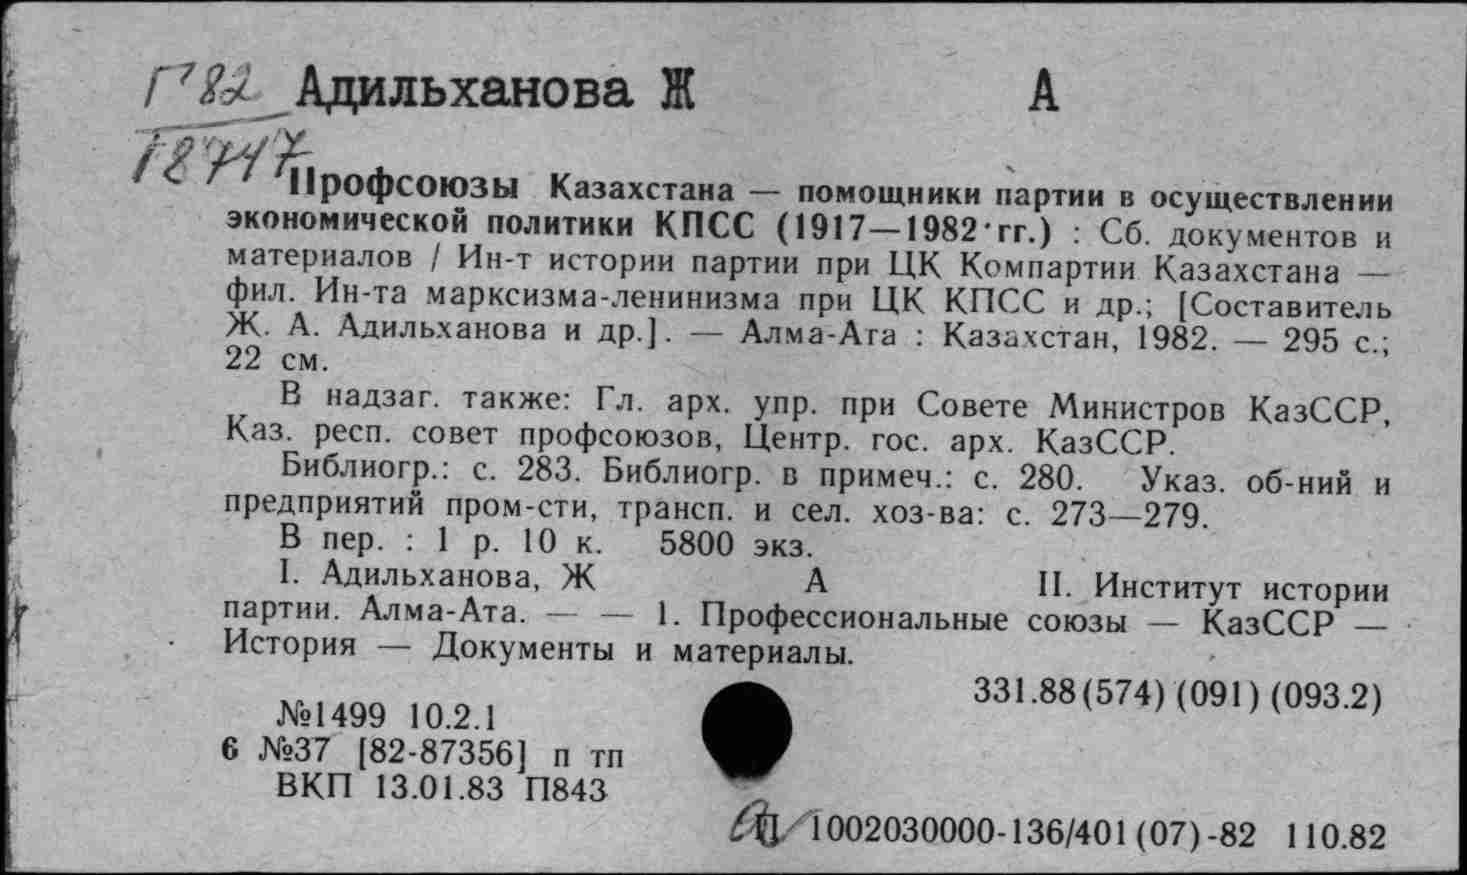 Г 82 Адильханова Ж А
18747
Профсоюзы Казахстана — помощники партии в осуществлении
экономической политики КПСС (1917—1982 гг.) : Сб. документов и
материалов / Ин-т истории партии при ЦК Компартии Казахстана —
фил. Ин-та марксизма-ленинизма при ЦК КПСС и др.; [Составитель
Ж. А. Адильханова и др.]. — Алма-Ата : Казахстан, 1982. — 295 с.;
22 см.
В надзаг. также: Гл. арх. упр. при Совете Министров КазССР,
Каз. респ. совет профсоюзов, Центр. гос. арх. КазССР.
Библиогр.: с. 283. Библиогр. в примеч.: с. 280. Указ. об-ний и
предприятий пром-сти, трансп. и сел. хоз-ва: с. 273—279.
В пер. : 1 р. 10 к. 5800 экз.
I. Адильханова, Ж А II. Институт истории
партии. Алма-Ата. — — 1. Профессиональные союзы — КазССР —
История — Документы и материалы.
331.88(574) (091) (093.2)
№1499 10.2.1
6 №37 [82-87356] п тп
ВКП 13.01.83 П843
П 1002030000-136/401(07)-82 110.82